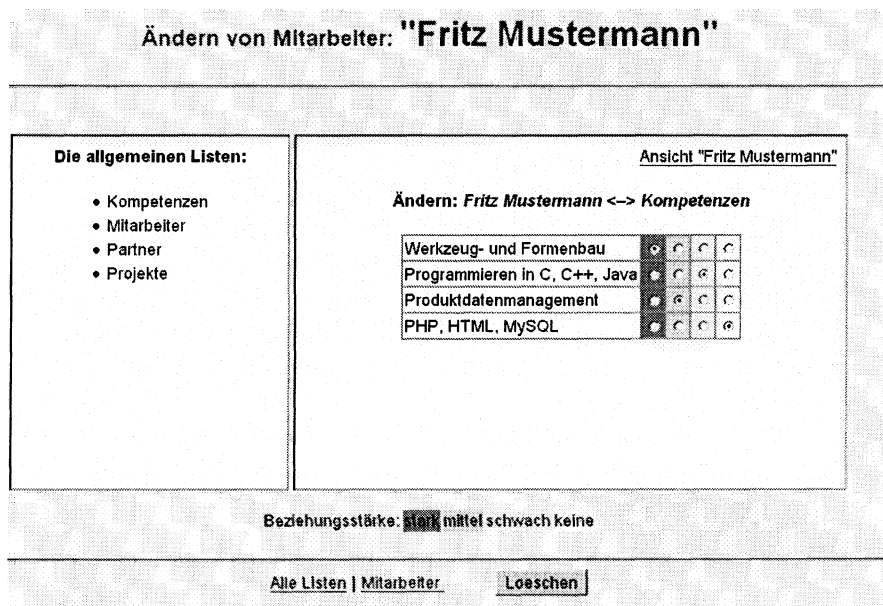 Ändern von Mitarbeiter: "Fritz Mustermann"
Die allgemeinen Listen:
• Kompetenzen
• Mitarbeiter
• Partner
• Projekte
Ansicht "Fritz Mustermann"
Ändern: Fritz Mustermann <–> Kompetenzen
Werkzeug- und Formenbau
Programmieren in C, C++, Java
Produktdatenmanagement
PHP, HTML, MySQL
Beziehungsstärke: stark mittel schwach keine
Alle Listen | Mitarbeiter Loeschen